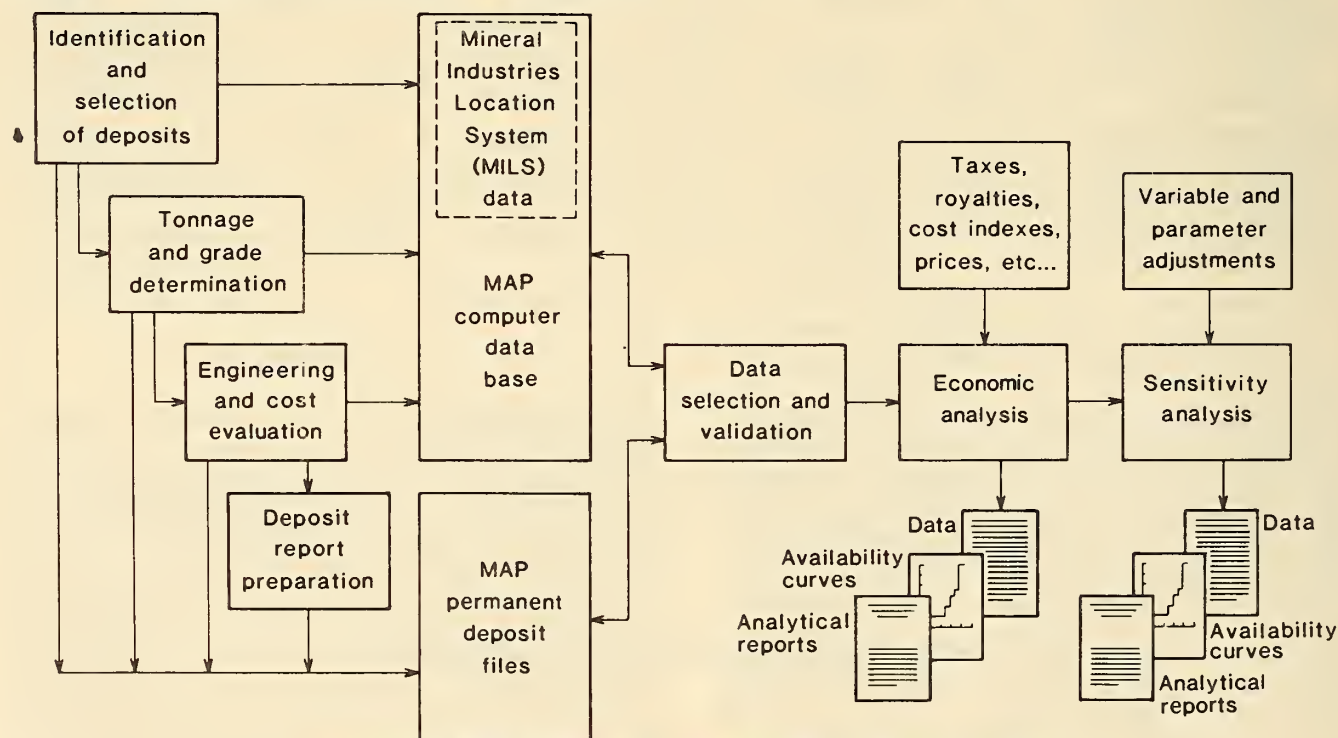 Identification
and
selection
of deposits
Mineral
Industries
Location
System
(MILS)
data
MAP
computer
data
base
Tonnage
and grade
determination
Engineering
and cost
evaluation
Deposit
report
preparation
MAP
permanent
deposit
files
Data
selection and
validation
Taxes,
royalties,
cost indexes,
prices, etc...
Economic
analysis
Variable and
parameter
adjustments
Sensitivity
analysis
Data
Availability
curves
Analytical
reports
Data
Availability
curves
Analytical
reports